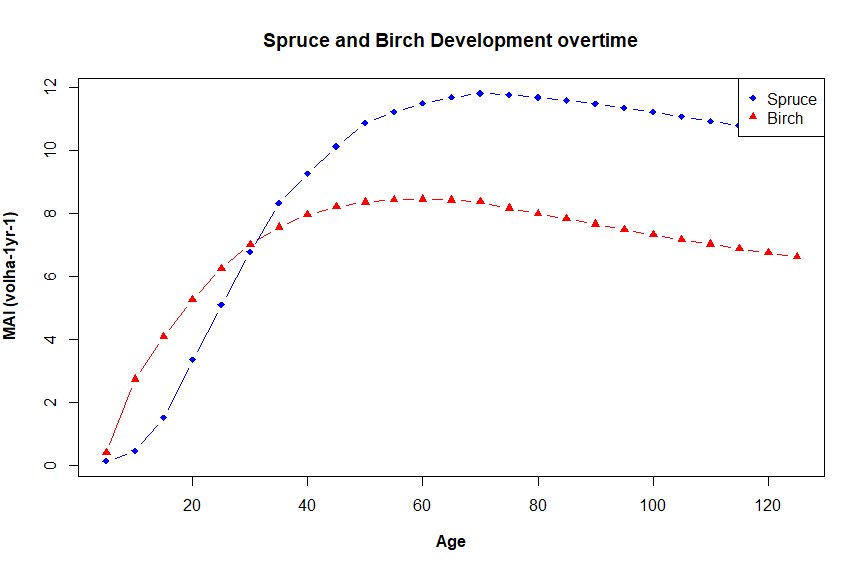 Spruce and Birch Development overtime
MAI (volha-1yr-1)
12
10
8
6
4
2
0
Spruce
Birch
20 40 60 80 100 120
Age